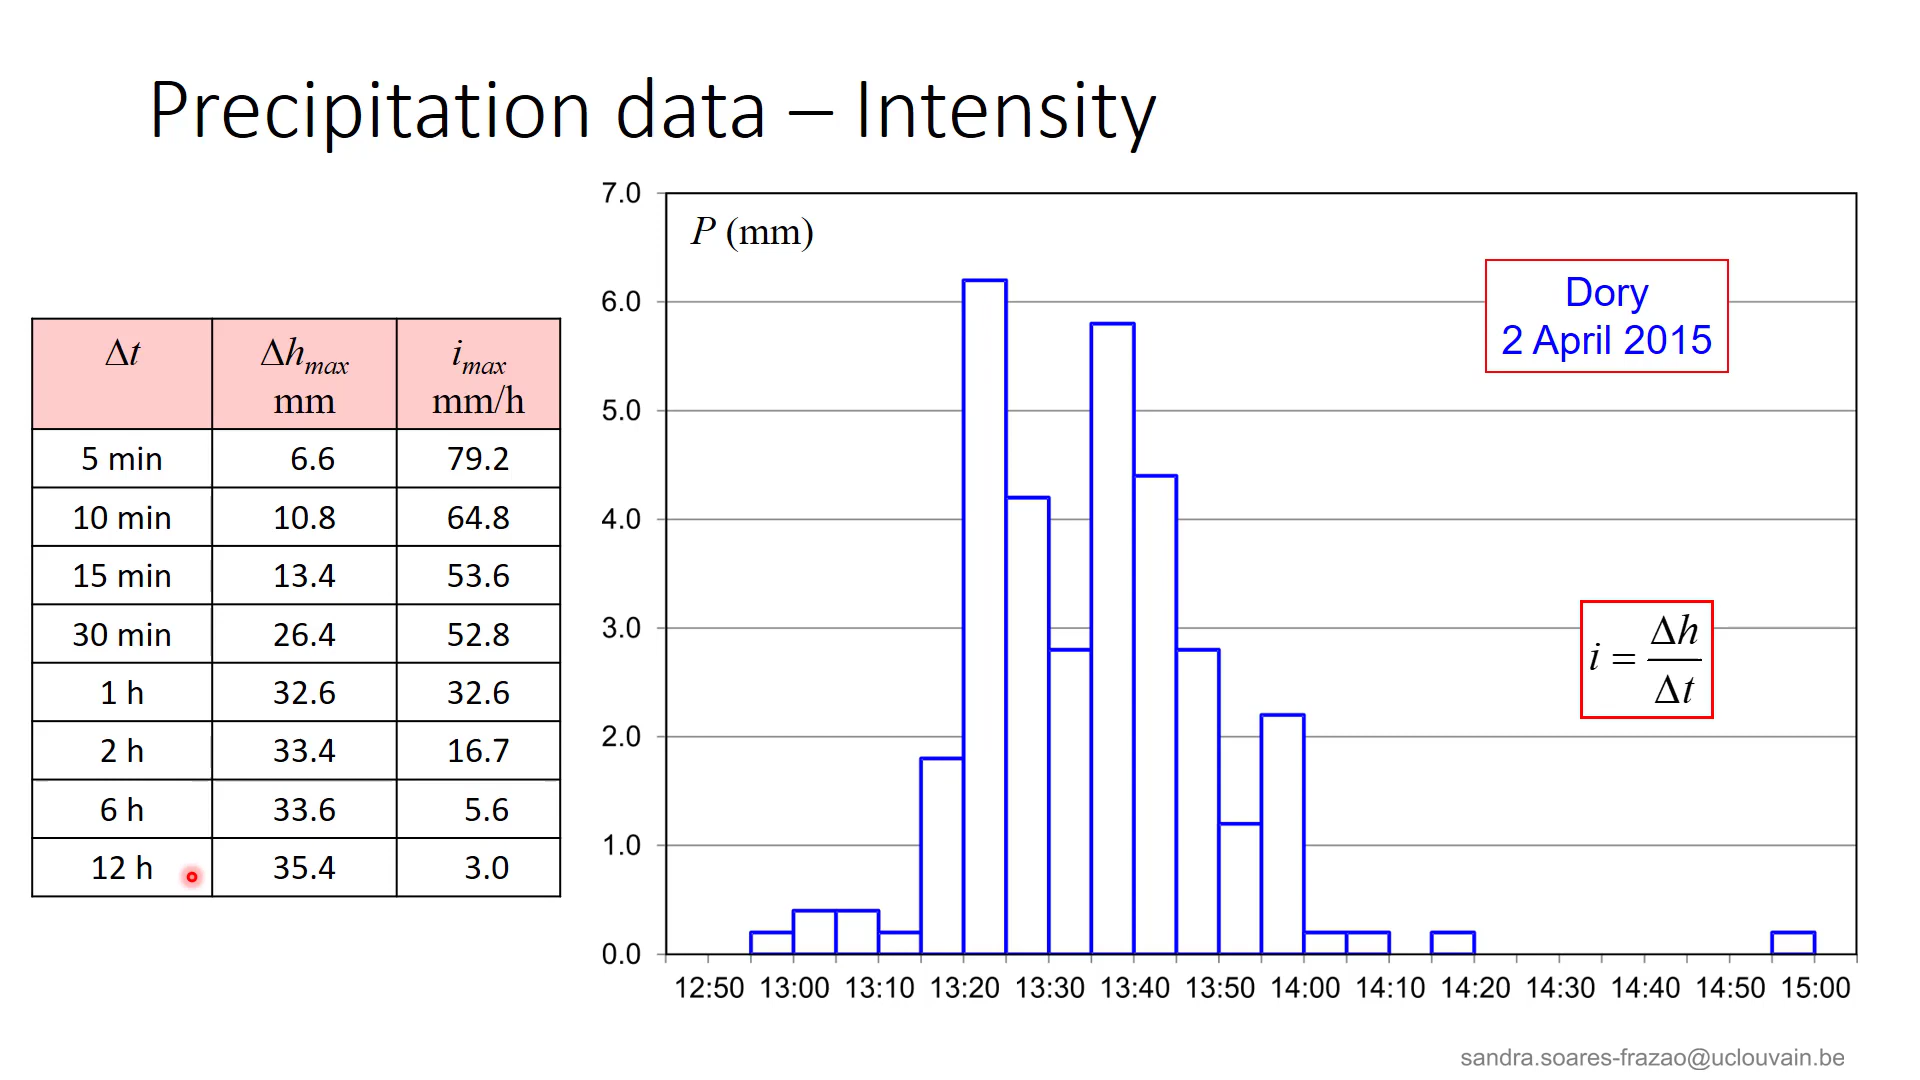 Precipitation data – Intensity
Δt Δhmax imax
mm mm/h
5 min 6.6 79.2
10 min 10.8 64.8
15 min 13.4 53.6
30 min 26.4 52.8
1 h 32.6 32.6
2 h 33.4 16.7
6 h 33.6 5.6
12 h 35.4 3.0
7.0
6.0
5.0
4.0
3.0
2.0
1.0
0.0
P (mm)
Dory
2 April 2015
i = Δh/Δt
12:50 13:00 13:10 13:20 13:30 13:40 13:50 14:00 14:10 14:20 14:30 14:40 14:50 15:00
sandra.soares-frazao@uclouvain.be